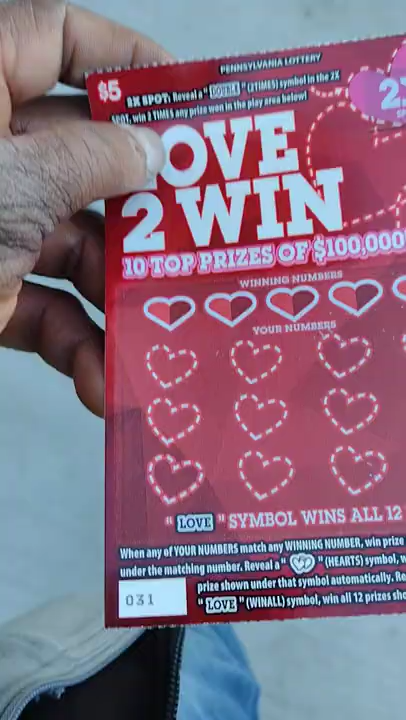 PENNSYLVANIA LOTTERY
$5
2X SPOT: Reveal a "DOUBLE" (2TIMES) symbol in the 2X
SPOT, win 2 TIMES any prize won in the play area below!
2
LOVE
2 WIN
10 TOP PRIZES OF $100,000
WINNING NUMBERS
YOUR NUMBERS
"LOVE" SYMBOL WINS ALL 12
When any of YOUR NUMBERS match any WINNING NUMBER, win prize
under the matching number. Reveal a " " (HEARTS) symbol, w
prize shown under that symbol automatically. Re
"LOVE" (WINALL) symbol, win all 12 prizes sho
031